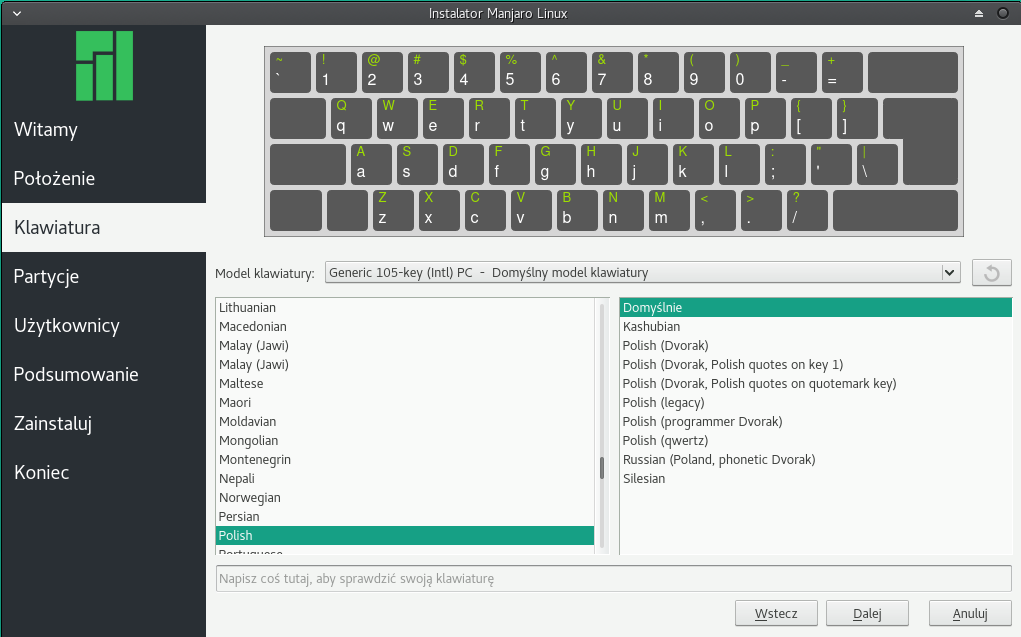 Instalator Manjaro Linux
Witamy
Położenie
Klawiatura
Partycje
Użytkownicy
Podsumowanie
Zainstaluj
Koniec
~ ! @ # $ % ^ & * ( ) _ +
` 1 2 3 4 5 6 7 8 9 0 - =
Q W E R T Y U I O P { }
q w e r t y u i o p [ ]
A S D F G H J K L : " |
a s d f g h j k l ; ' \
Z X C V B N M < > ?
z x c v b n m , . /
Model klawiatury: Generic 105-key (Intl) PC - Domyślny model klawiatury
Lithuanian
Macedonian
Malay (Jawi)
Malay (Jawi)
Maltese
Maori
Moldavian
Mongolian
Montenegrin
Nepali
Norwegian
Persian
Polish
Portuguese
Domyślnie
Kashubian
Polish (Dvorak)
Polish (Dvorak, Polish quotes on key 1)
Polish (Dvorak, Polish quotes on quotemark key)
Polish (legacy)
Polish (programmer Dvorak)
Polish (qwertz)
Russian (Poland, phonetic Dvorak)
Silesian
Napisz coś tutaj, aby sprawdzić swoją klawiaturę
Wstecz Dalej Anuluj